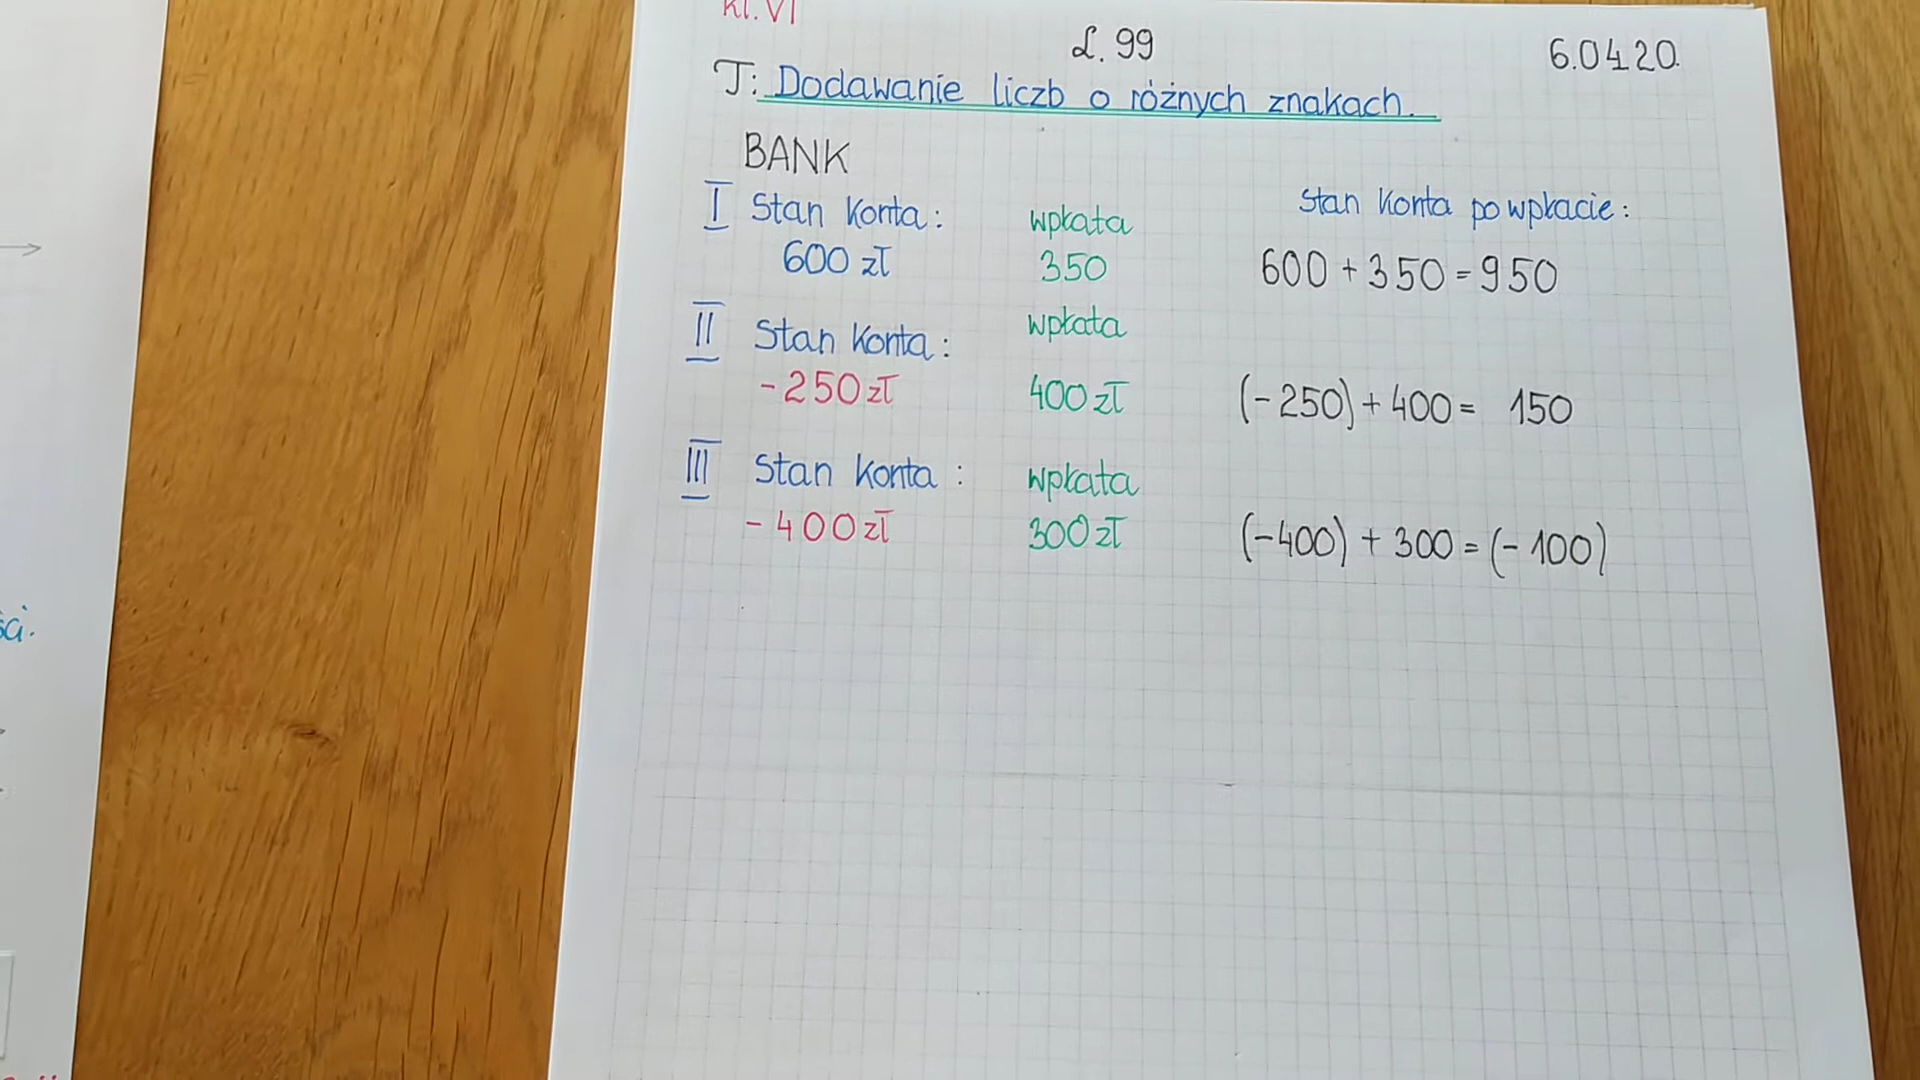 kl. VI
L. 99
6.04.20.
T: Dodawanie liczb o różnych znakach.
BANK
I Stan konta: wpłata Stan konta po wpłacie:
600 zł 350 600 + 350 = 950
II Stan konta: wpłata
-250 zł 400 zł (-250) + 400 = 150
III Stan konta : wpłata
-400 zł 300 zł (-400) + 300 = (-100)